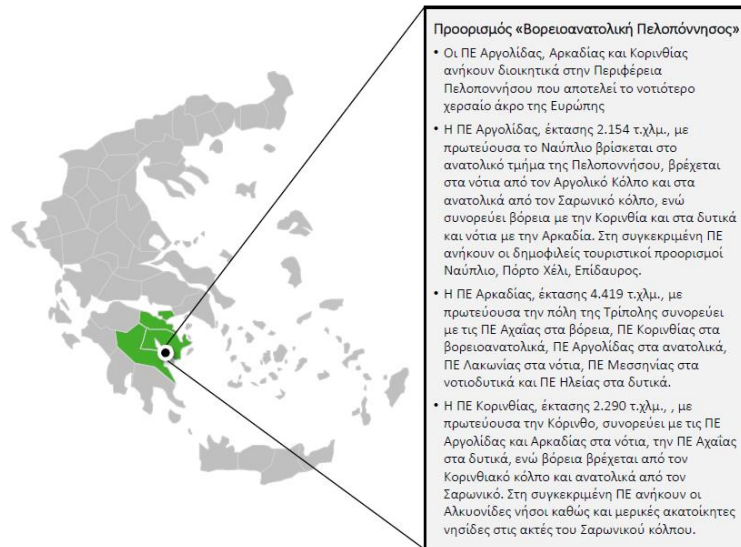 Προορισμός «Βορειοανατολική Πελοπόννησος»
• Οι ΠΕ Αργολίδας, Αρκαδίας και Κορινθίας
ανήκουν διοικητικά στην Περιφέρεια
Πελοποννήσου που αποτελεί το νοτιότερο
χερσαίο άκρο της Ευρώπης
• Η ΠΕ Αργολίδας, έκτασης 2.154 τ.χλμ., με
πρωτεύουσα το Ναύπλιο βρίσκεται στο
ανατολικό τμήμα της Πελοποννήσου, βρέχεται
στα νότια από τον Αργολικό Κόλπο και στα
ανατολικά από τον Σαρωνικό κόλπο, ενώ
συνορεύει βόρεια με την Κορινθία και στα δυτικά
και νότια με την Αρκαδία. Στη συγκεκριμένη ΠΕ
ανήκουν οι δημοφιλείς τουριστικοί προορισμοί
Ναύπλιο, Πόρτο Χέλι, Επίδαυρος.
• Η ΠΕ Αρκαδίας, έκτασης 4.419 τ.χλμ., με
πρωτεύουσα την πόλη της Τρίπολης συνορεύει
με τις ΠΕ Αχαΐας στα βόρεια, ΠΕ Κορινθίας στα
βορειοανατολικά, ΠΕ Αργολίδας στα ανατολικά,
ΠΕ Λακωνίας στα νότια, ΠΕ Μεσσηνίας στα
νοτιοδυτικά και ΠΕ Ηλείας στα δυτικά.
• Η ΠΕ Κορινθίας, έκτασης 2.290 τ.χλμ., , με
πρωτεύουσα την Κόρινθο, συνορεύει με τις ΠΕ
Αργολίδας και Αρκαδίας στα νότια, την ΠΕ Αχαΐας
στα δυτικά, ενώ βόρεια βρέχεται από τον
Κορινθιακό κόλπο και ανατολικά από τον
Σαρωνικό. Στη συγκεκριμένη ΠΕ ανήκουν οι
Αλκυονίδες νήσοι καθώς και μερικές ακατοίκητες
νησίδες στις ακτές του Σαρωνικού κόλπου.